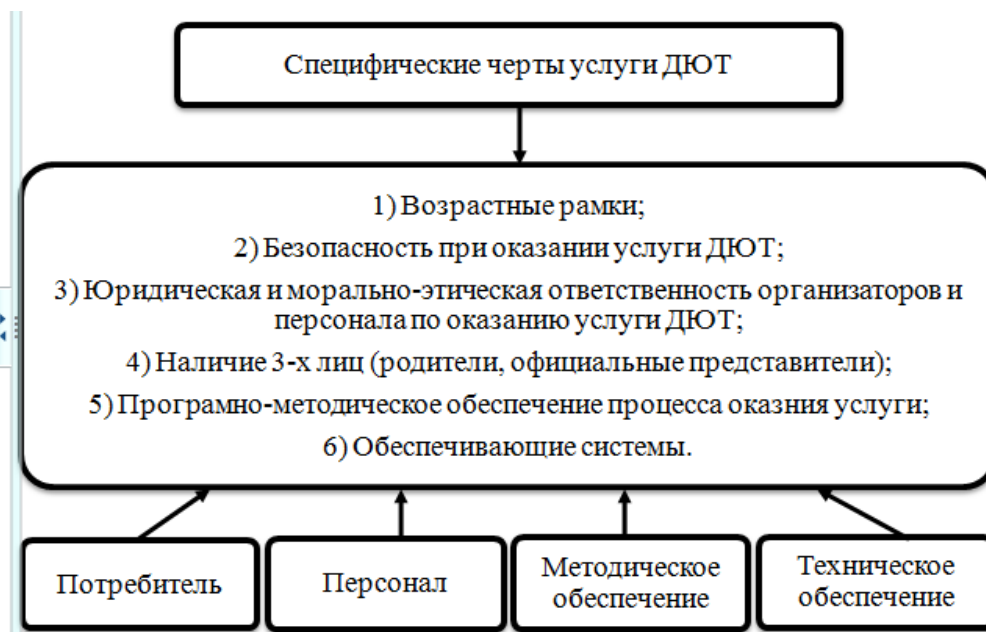 Специфические черты услуги ДЮТ
1) Возрастные рамки;
2) Безопасность при оказании услуги ДЮТ;
3) Юридическая и морально-этическая ответственность организаторов и
персонала по оказанию услуги ДЮТ;
4) Наличие 3-х лиц (родители, официальные представители);
5) Програмно-методическое обеспечение процесса оказния услуги;
6) Обеспечивающие системы.
Потребитель
Персонал
Методическое
обеспечение
Техническое
обеспечение